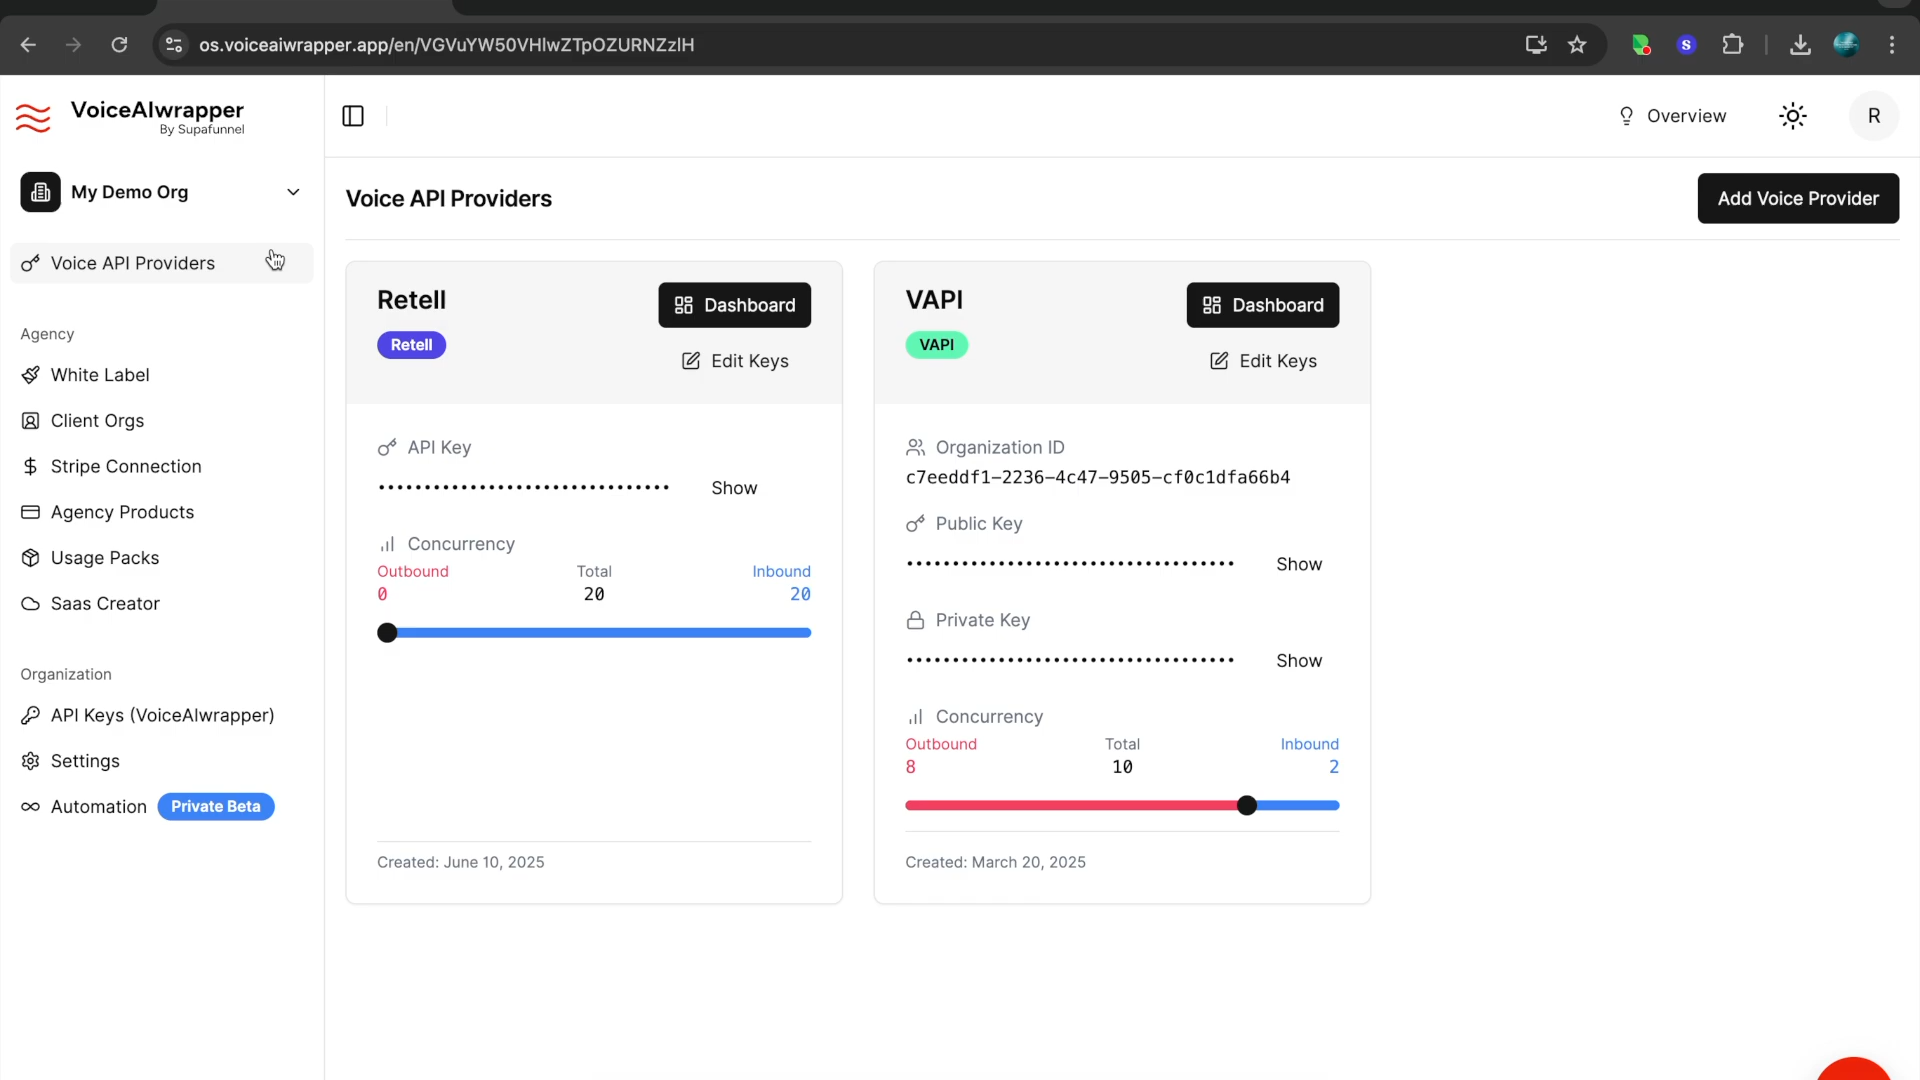 os.voiceaiwrapper.app/en/VGVuYW50VHlwZTpOZURNZzlH
S
VoiceAIwrapper
By Supafunnel
Overview
R
My Demo Org
Voice API Providers
Add Voice Provider
Voice API Providers
Agency
White Label
Client Orgs
Stripe Connection
Agency Products
Usage Packs
Saas Creator
Organization
API Keys (VoiceAIwrapper)
Settings
Automation Private Beta
Retell
Dashboard
Retell
Edit Keys
API Key
Show
Concurrency
Outbound Total Inbound
0 20 20
Created: June 10, 2025
VAPI
Dashboard
VAPI
Edit Keys
Organization ID
c7eeddf1-2236-4c47-9505-cf0c1dfa66b4
Public Key
Show
Private Key
Show
Concurrency
Outbound Total Inbound
8 10 2
Created: March 20, 2025